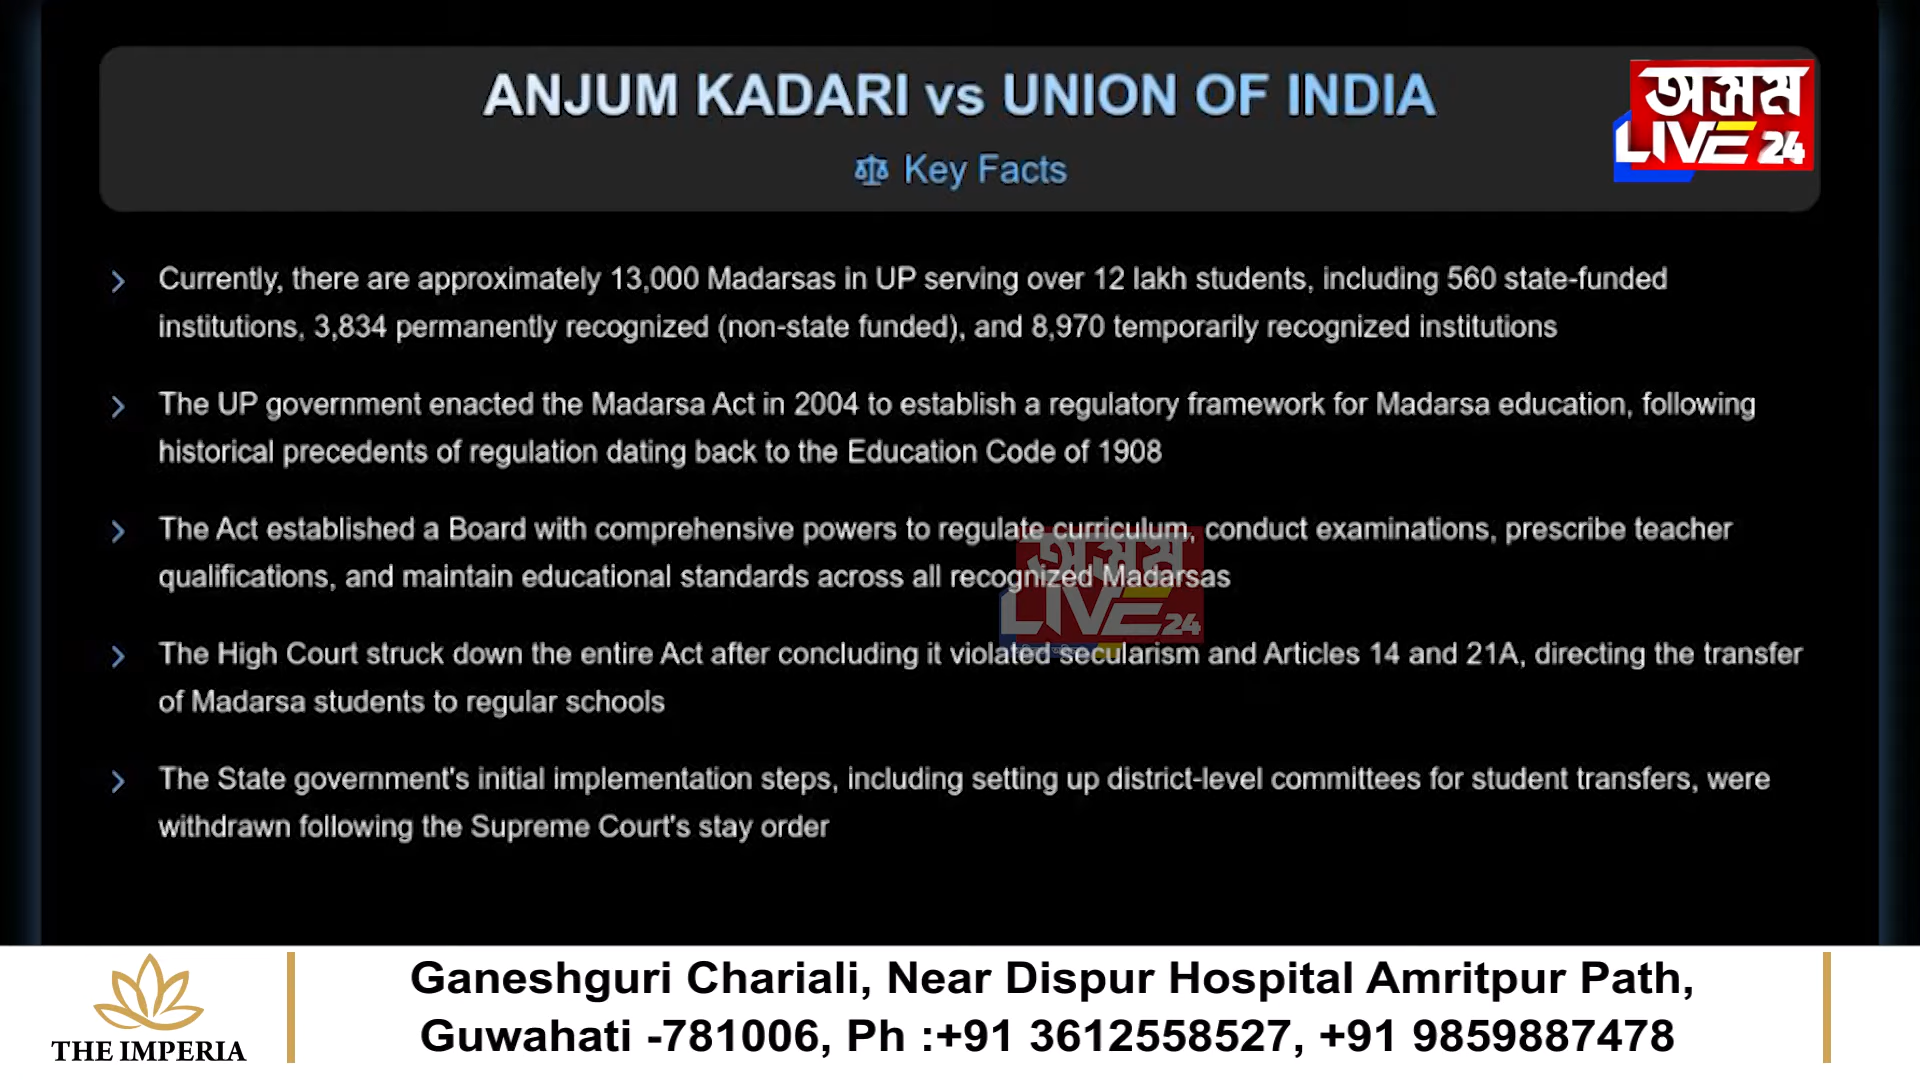 ANJUM KADARI vs UNION OF INDIA
Key Facts
অসম
LIVE 24
Currently, there are approximately 13,000 Madarsas in UP serving over 12 lakh students, including 560 state-funded
institutions, 3,834 permanently recognized (non-state funded), and 8,970 temporarily recognized institutions
The UP government enacted the Madarsa Act in 2004 to establish a regulatory framework for Madarsa education, following
historical precedents of regulation dating back to the Education Code of 1908
The Act established a Board with comprehensive powers to regulate curriculum, conduct examinations, prescribe teacher
qualifications, and maintain educational standards across all recognized Madarsas
অসম
LIVE 24
The High Court struck down the entire Act after concluding it violated secularism and Articles 14 and 21A, directing the transfer
of Madarsa students to regular schools
The State government's initial implementation steps, including setting up district-level committees for student transfers, were
withdrawn following the Supreme Court's stay order
THE IMPERIA
Ganeshguri Chariali, Near Dispur Hospital Amritpur Path,
Guwahati -781006, Ph :+91 3612558527, +91 9859887478